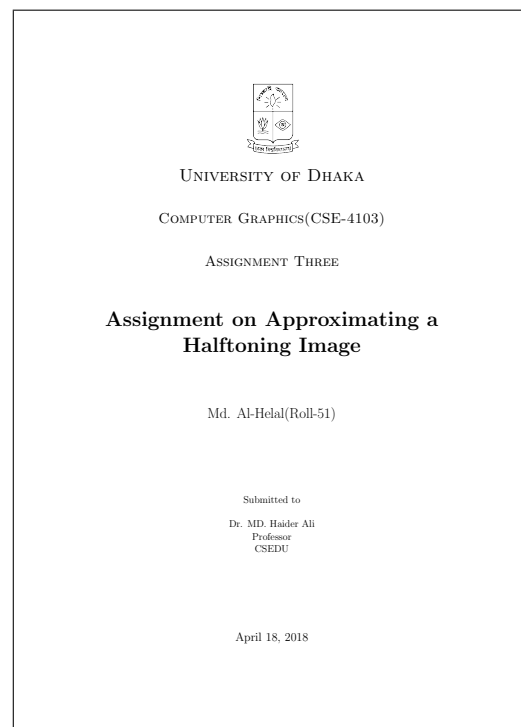 University of Dhaka
Computer Graphics(CSE-4103)
Assignment Three
Assignment on Approximating a
Halftoning Image
Md. Al-Helal(Roll-51)
Submitted to
Dr. MD. Haider Ali
Professor
CSEDU
April 18, 2018